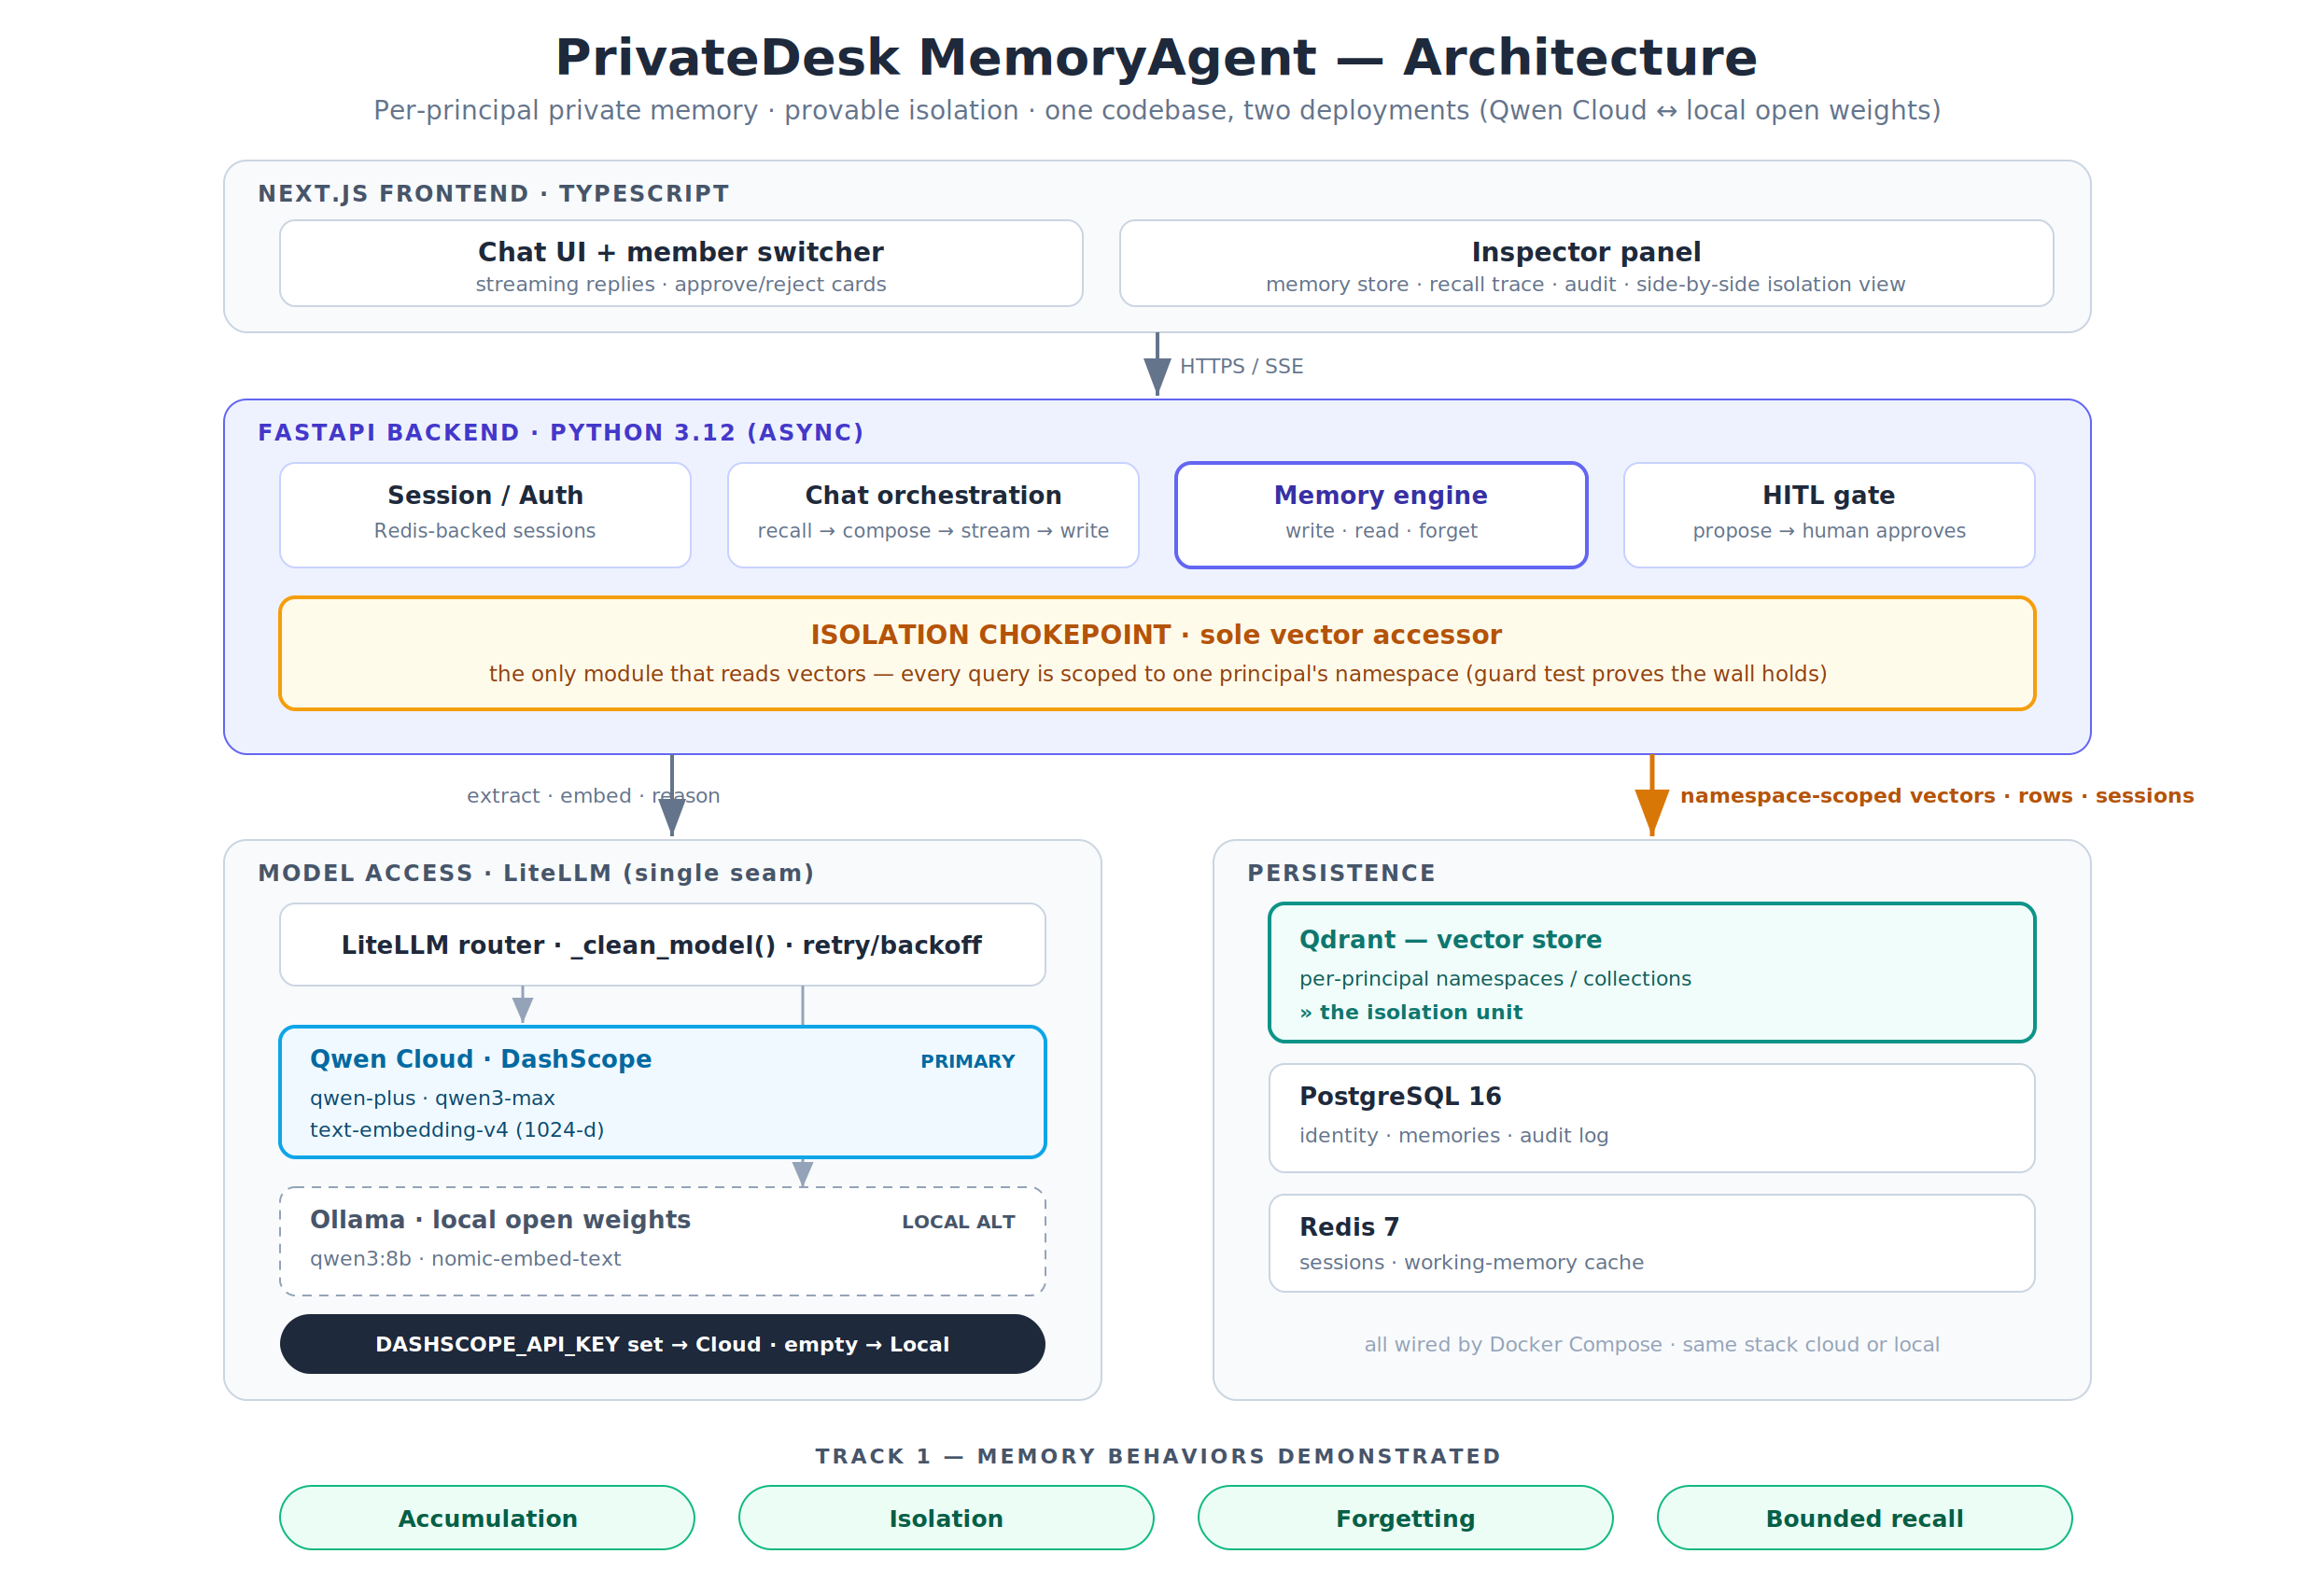 PrivateDesk MemoryAgent — Architecture
Per-principal private memory · provable isolation · one codebase, two deployments (Qwen Cloud ↔ local open weights)
NEXT.JS FRONTEND · TYPESCRIPT
Chat UI + member switcher
streaming replies · approve/reject cards
Inspector panel
memory store · recall trace · audit · side-by-side isolation view
HTTPS / SSE
FASTAPI BACKEND · PYTHON 3.12 (ASYNC)
Session / Auth
Redis-backed sessions
Chat orchestration
recall → compose → stream → write
Memory engine
write · read · forget
HITL gate
propose → human approves
ISOLATION CHOKEPOINT · sole vector accessor
the only module that reads vectors — every query is scoped to one principal's namespace (guard test proves the wall holds)
extract · embed · reason
namespace-scoped vectors · rows · sessions
MODEL ACCESS · LiteLLM (single seam)
LiteLLM router · _clean_model() · retry/backoff
Qwen Cloud · DashScope
PRIMARY
qwen-plus · qwen3-max
text-embedding-v4 (1024-d)
Ollama · local open weights
LOCAL ALT
qwen3:8b · nomic-embed-text
DASHSCOPE_API_KEY set → Cloud · empty → Local
PERSISTENCE
Qdrant — vector store
per-principal namespaces / collections
» the isolation unit
PostgreSQL 16
identity · memories · audit log
Redis 7
sessions · working-memory cache
all wired by Docker Compose · same stack cloud or local
TRACK 1 — MEMORY BEHAVIORS DEMONSTRATED
Accumulation
Isolation
Forgetting
Bounded recall